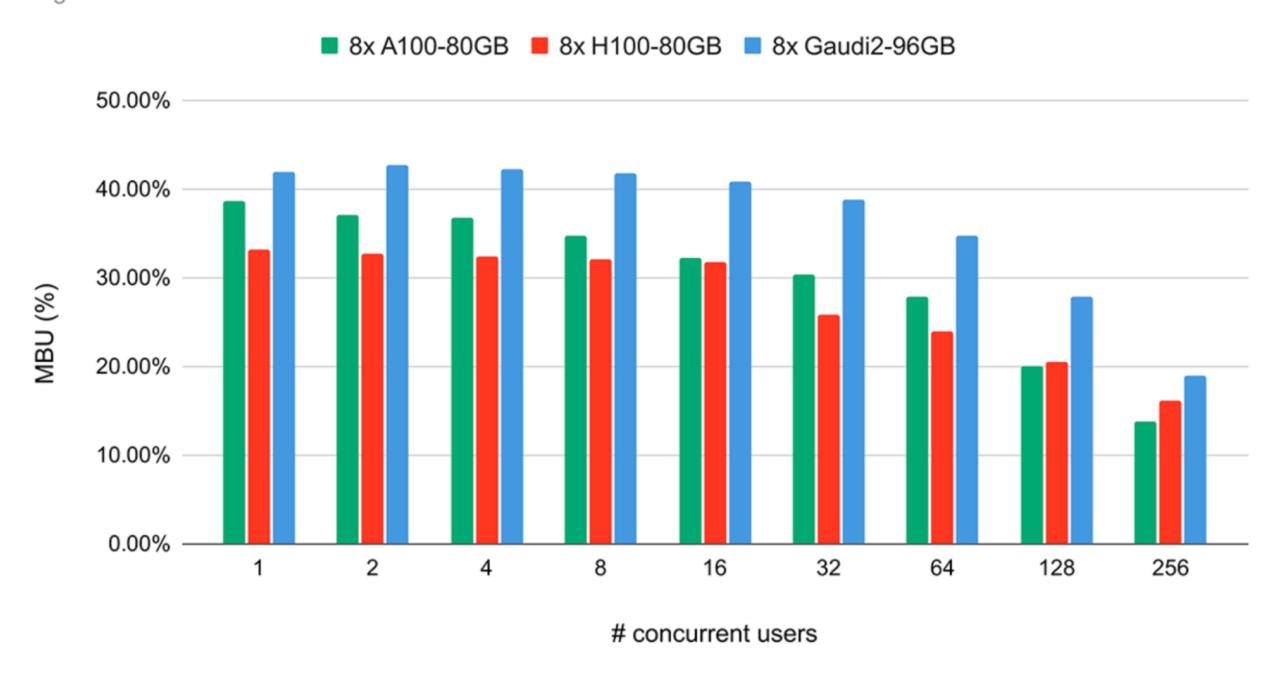 8x A100-80GB 8x H100-80GB 8x Gaudi2-96GB
50.00%
40.00%
30.00%
20.00%
10.00%
0.00%
MBU (%)
1 2 4 8 16 32 64 128 256
# concurrent users